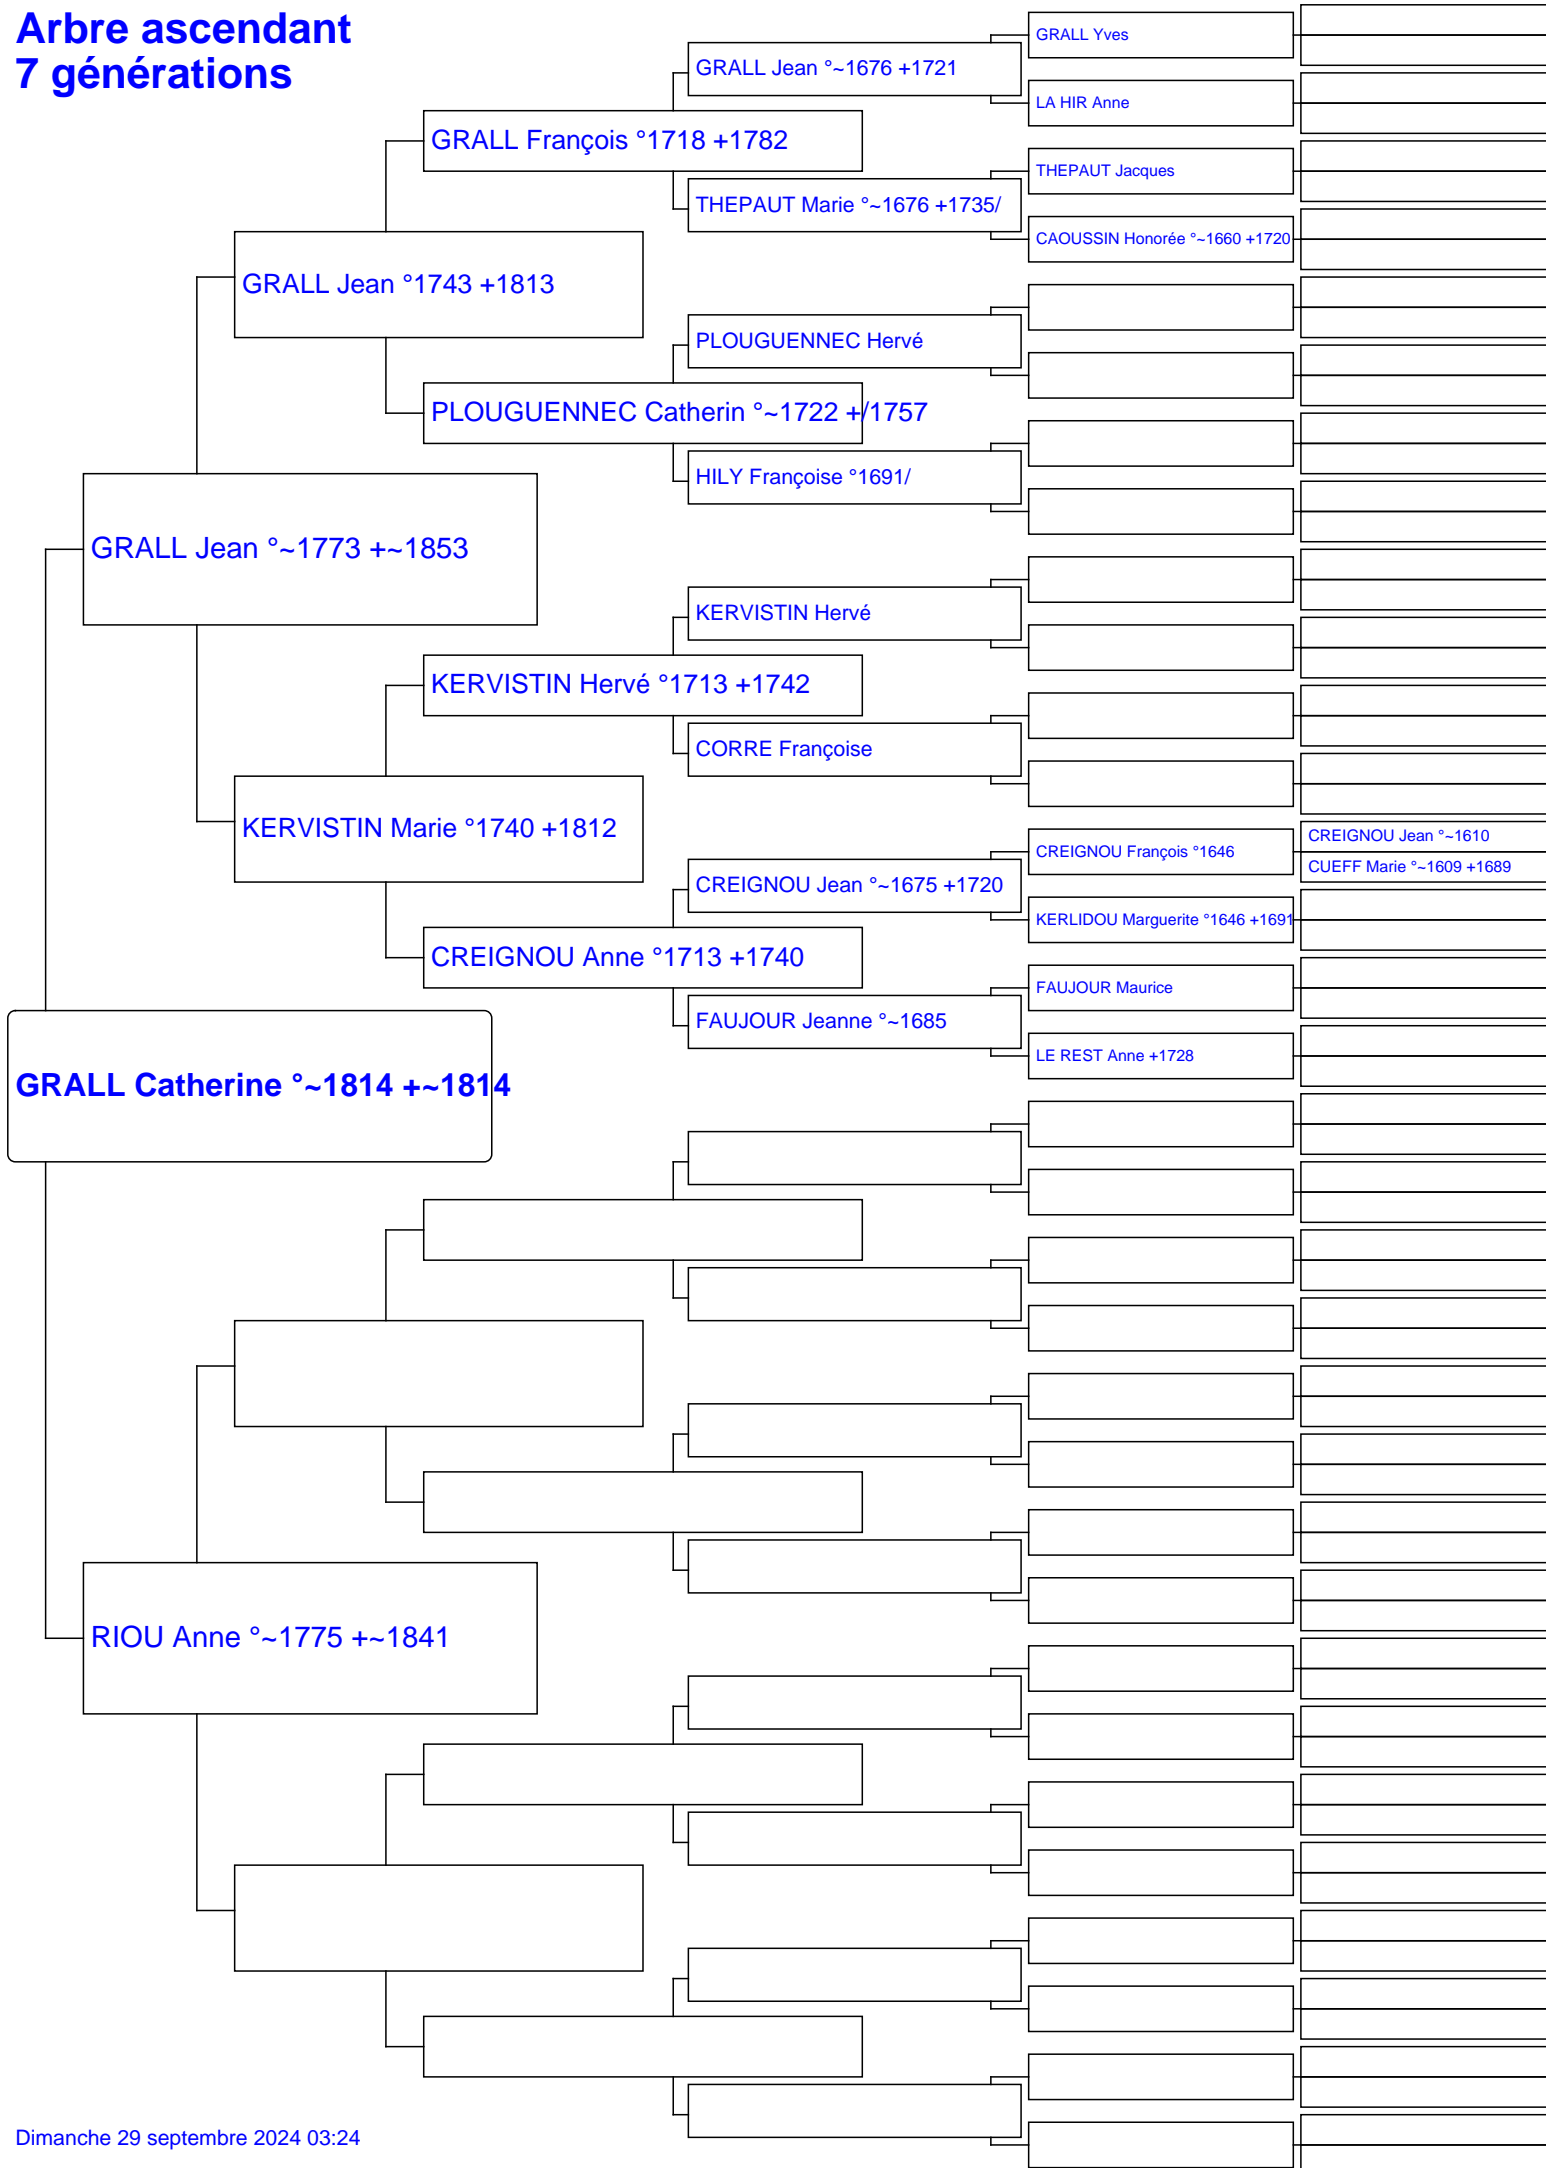 Arbre ascendant
7 générations
GRALL Yves
GRALL Jean °~1676 +1721
LA HIR Anne
GRALL François °1718 +1782
THEPAUT Jacques
THEPAUT Marie °~1676 +1735/
CAOUSSIN Honorée °~1660 +1720
GRALL Jean °1743 +1813
PLOUGUENNEC Hervé
PLOUGUENNEC Catherin °~1722 +/1757
HILY Françoise °1691/
GRALL Jean °~1773 +~1853
KERVISTIN Hervé
KERVISTIN Hervé °1713 +1742
CORRE Françoise
KERVISTIN Marie °1740 +1812
CREIGNOU Jean °~1610
CREIGNOU François °1646
CUEFF Marie °~1609 +1689
CREIGNOU Jean °~1675 +1720
KERLIDOU Marguerite °1646 +1691
CREIGNOU Anne °1713 +1740
FAUJOUR Maurice
FAUJOUR Jeanne °~1685
LE REST Anne +1728
GRALL Catherine °~1814 +~1814
RIOU Anne °~1775 +~1841
Dimanche 29 septembre 2024 03:24